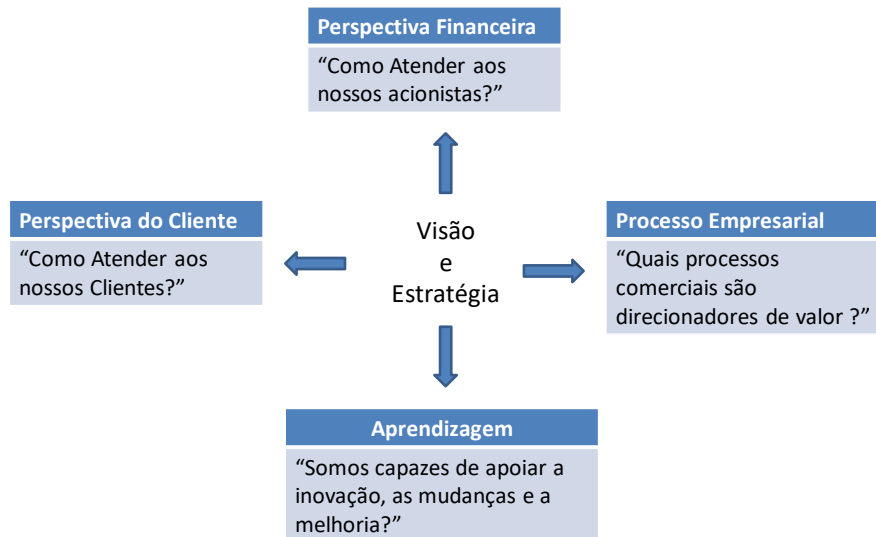 Perspectiva Financeira
“Como Atender aos
nossos acionistas?”
Perspectiva do Cliente
“Como Atender aos
nossos Clientes?”
Visão
e
Estratégia
Processo Empresarial
“Quais processos
comerciais são
direcionadores de valor ?”
Aprendizagem
“Somos capazes de apoiar a
inovação, as mudanças e a
melhoria?”